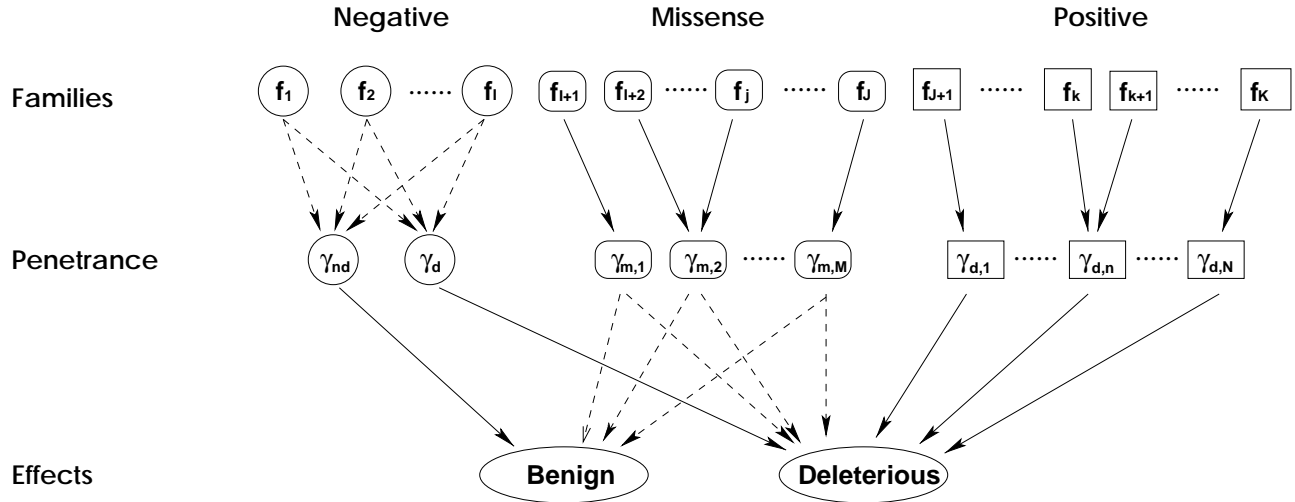 Negative Missense Positive
Families f1 f2 ...... fI fI+1 fI+2 ...... fj ...... fJ fJ+1 ...... fk fk+1 ...... fK
Penetrance γnd γd γm,1 γm,2 ...... γm,M γd,1 ...... γd,n ...... γd,N
Effects Benign Deleterious